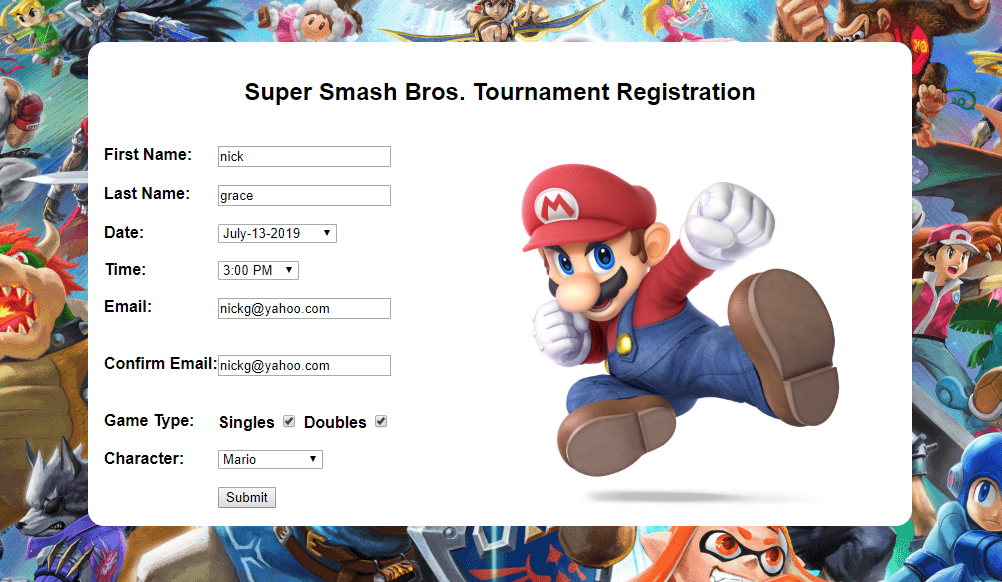 Super Smash Bros. Tournament Registration
First Name: nick
Last Name: grace
Date: July-13-2019
Time: 3:00 PM
Email: nickg@yahoo.com
Confirm Email: nickg@yahoo.com
Game Type: Singles Doubles
Character: Mario
Submit
M